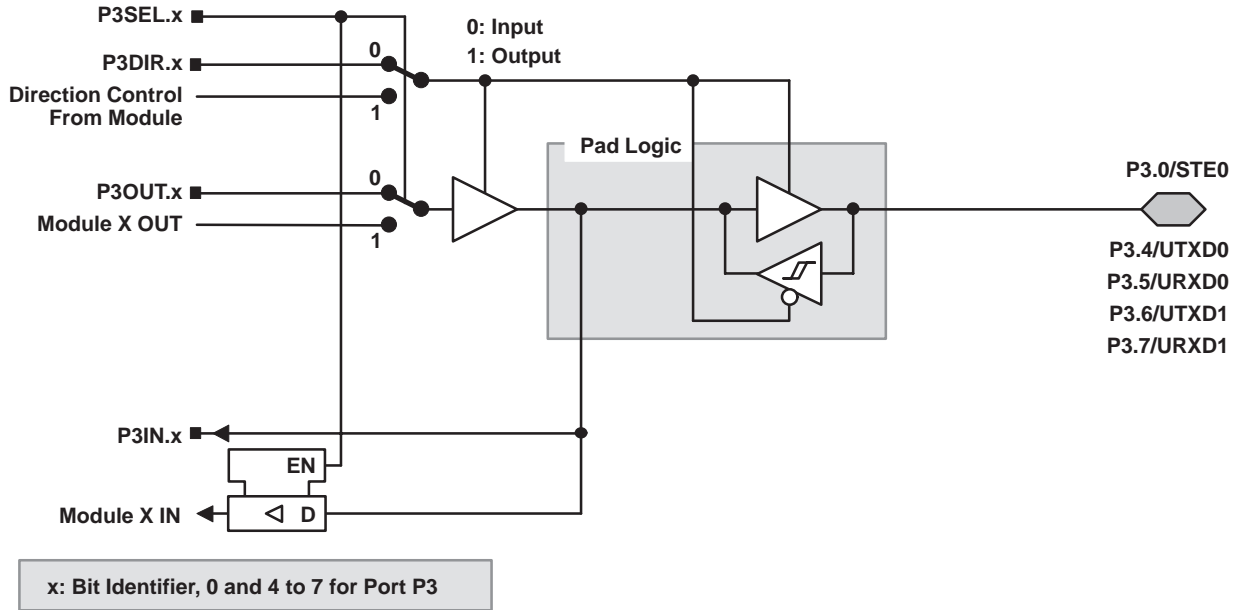 P3SEL.x
0: Input
1: Output
0
P3DIR.x
Direction Control
From Module
1
Pad Logic
P3.0/STE0
0
P3OUT.x
Module X OUT
1
P3.4/UTXD0
P3.5/URXD0
P3.6/UTXD1
P3.7/URXD1
P3IN.x
EN
Module X IN
D
x: Bit Identifier, 0 and 4 to 7 for Port P3